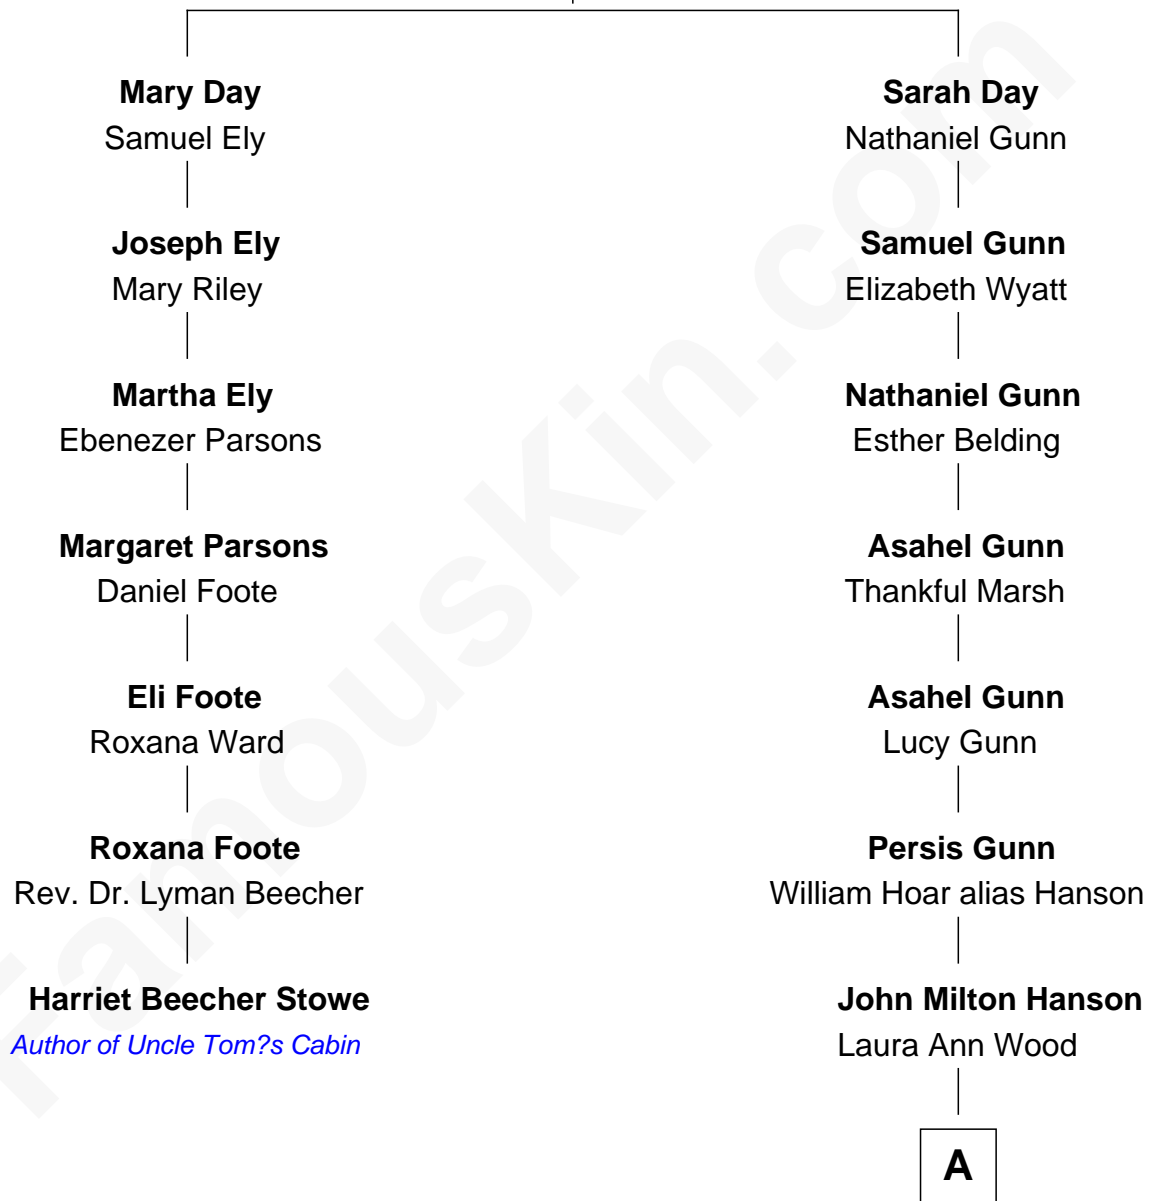 Mary Day
Samuel Ely
Joseph Ely
Mary Riley
Martha Ely
Ebenezer Parsons
Margaret Parsons
Daniel Foote
Eli Foote
Roxana Ward
Roxana Foote
Rev. Dr. Lyman Beecher
Harriet Beecher Stowe
Author of Uncle Tom?s Cabin
Sarah Day
Nathaniel Gunn
Samuel Gunn
Elizabeth Wyatt
Nathaniel Gunn
Esther Belding
Asahel Gunn
Thankful Marsh
Asahel Gunn
Lucy Gunn
Persis Gunn
William Hoar alias Hanson
John Milton Hanson
Laura Ann Wood
A
FamousKin.com